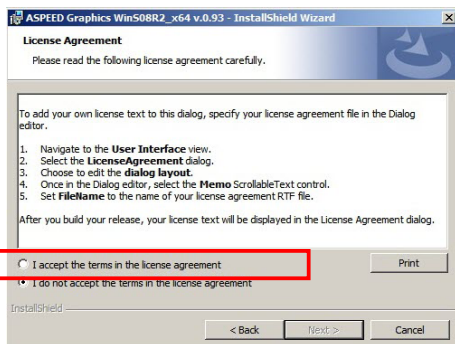 ASPEED Graphics WinS08R2_x64 v.0.93 - InstallShield Wizard
License Agreement
Please read the following license agreement carefully.
To add your own license text to this dialog, specify your license agreement file in the Dialog
editor.
1. Navigate to the User Interface view.
2. Select the LicenseAgreement dialog.
3. Choose to edit the dialog layout.
4. Once in the Dialog editor, select the Memo ScrollableText control.
5. Set FileName to the name of your license agreement RTF file.
After you build your release, your license text will be displayed in the License Agreement dialog.
I accept the terms in the license agreement
Print
I do not accept the terms in the license agreement
InstallShield
< Back
Next >
Cancel